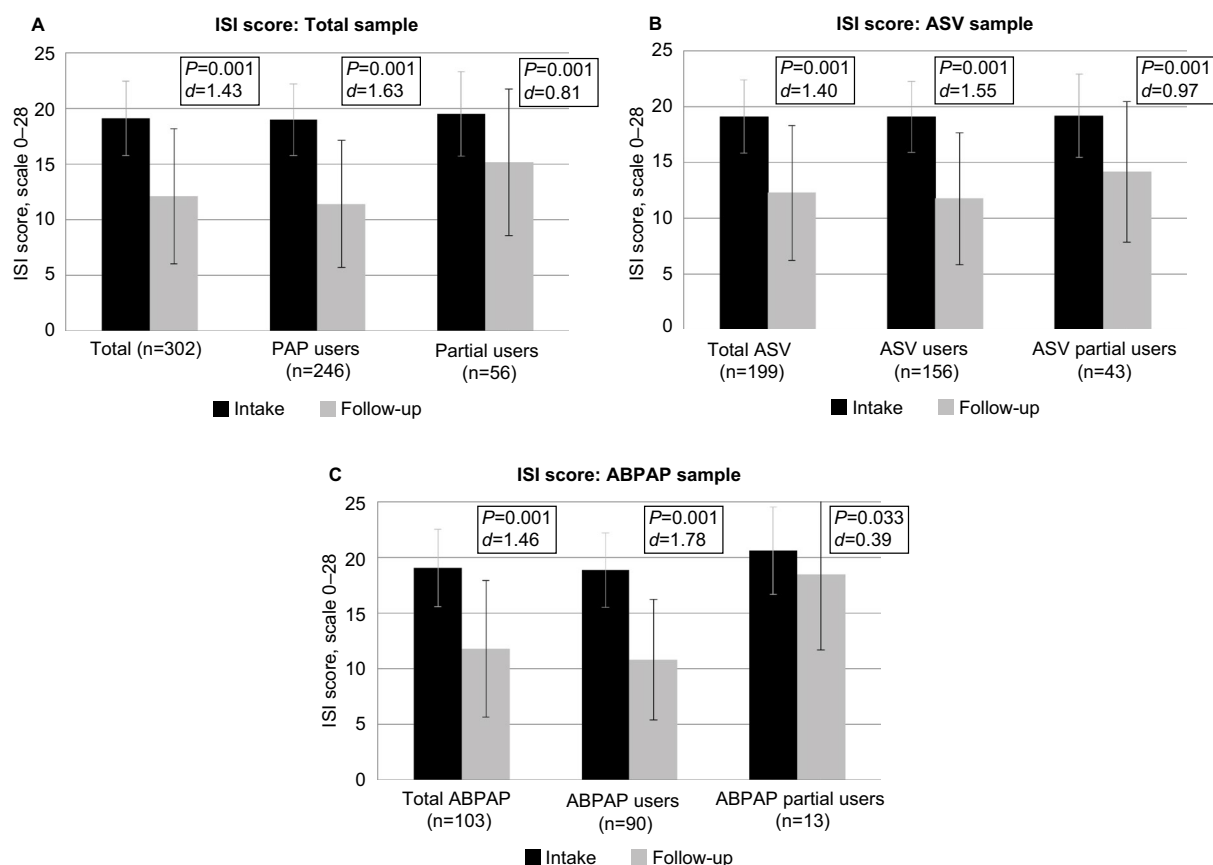 A
ISI score: Total sample
ISI score, scale 0–28
25
20
15
10
5
0
P=0.001
d=1.43
P=0.001
d=1.63
P=0.001
d=0.81
Total (n=302)
PAP users
(n=246)
Partial users
(n=56)
Intake
Follow-up
B
ISI score: ASV sample
ISI score, scale 0–28
25
20
15
10
5
0
P=0.001
d=1.40
P=0.001
d=1.55
P=0.001
d=0.97
Total ASV
(n=199)
ASV users
(n=156)
ASV partial users
(n=43)
Intake
Follow-up
C
ISI score: ABPAP sample
ISI score, scale 0–28
25
20
15
10
5
0
P=0.001
d=1.46
P=0.001
d=1.78
P=0.033
d=0.39
Total ABPAP
(n=103)
ABPAP users
(n=90)
ABPAP partial users
(n=13)
Intake
Follow-up